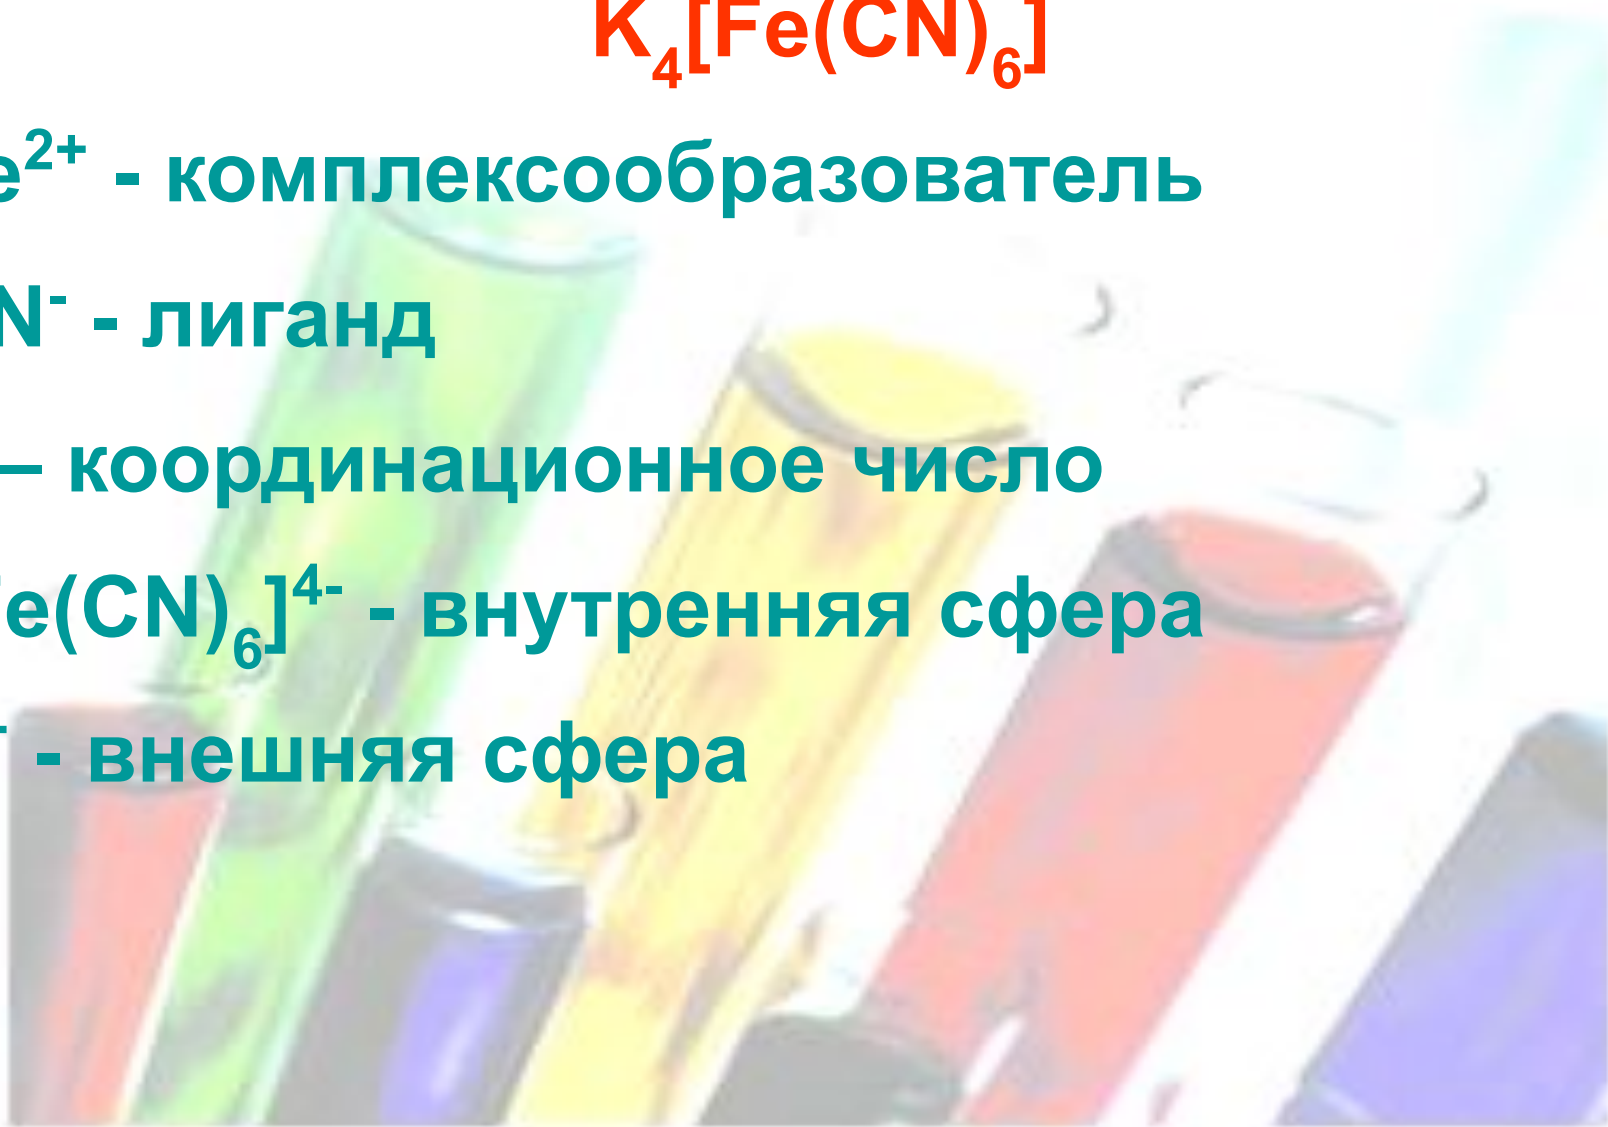 K₄[Fe(CN)₆]
e²⁺ - комплексообразователь
N⁻ - лиганд
– координационное число
e(CN)₆]⁴⁻ - внутренняя сфера
- внешняя сфера